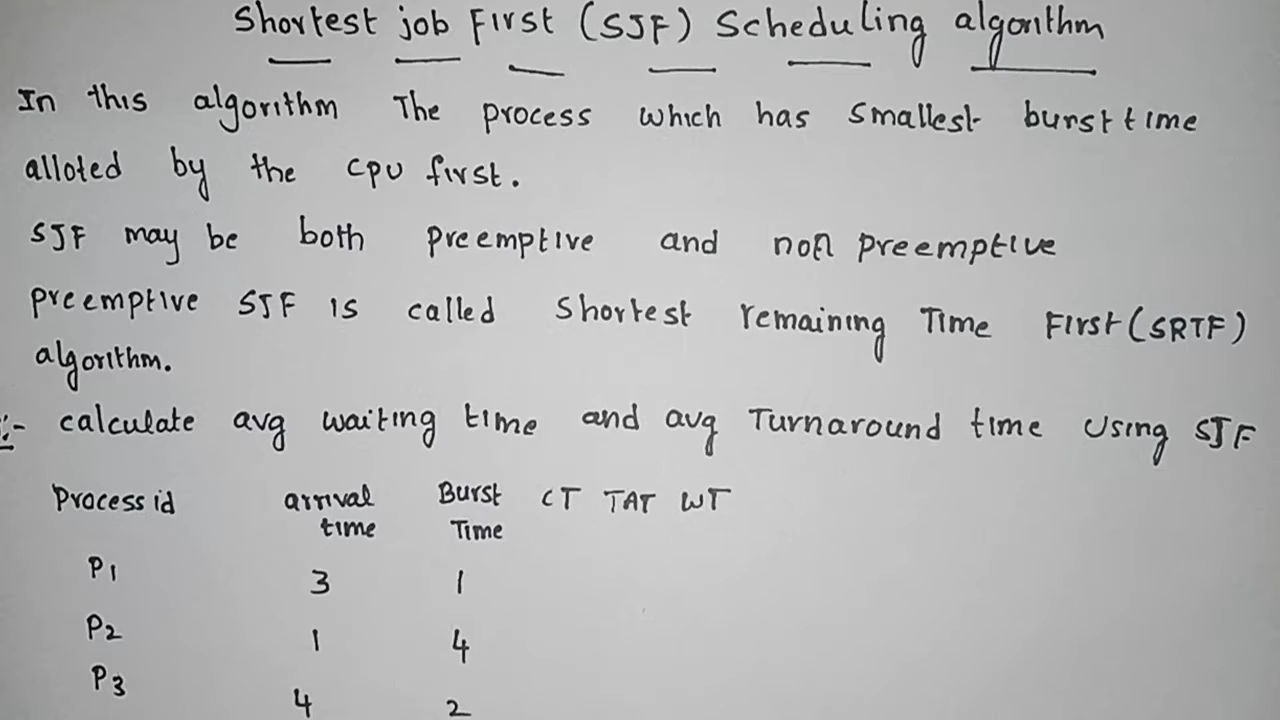 Shortest job First (SJF) Scheduling algorithm
In this algorithm The process which has smallest burst time
alloted by the cpu first.
SJF may be both preemptive and non preemptive
preemptive SJF is called shortest remaining Time First (SRTF)
algorithm.
:- calculate avg waiting time and avg Turnaround time using SJF
Process id arrival time Burst Time CT TAT WT
P1 3 1
P2 1 4
P3 4 2